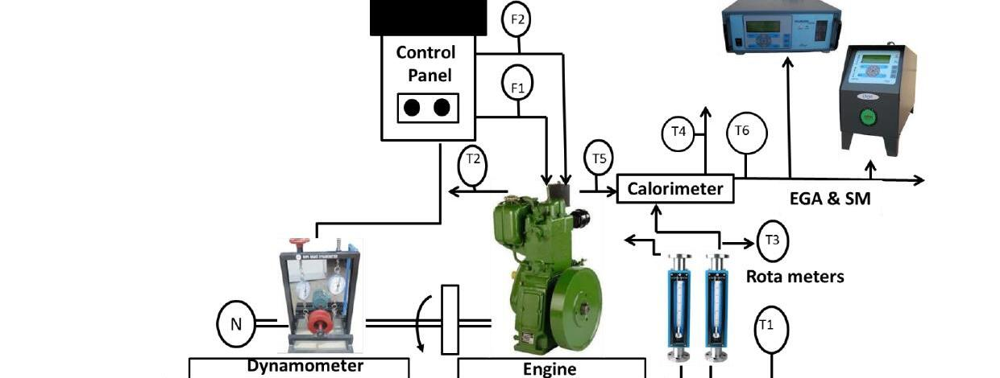 F2
Control
Panel
F1
T2
T5
T4
T6
Calorimeter
EGA & SM
T3
Rota meters
N
T1
Dynamometer
Engine